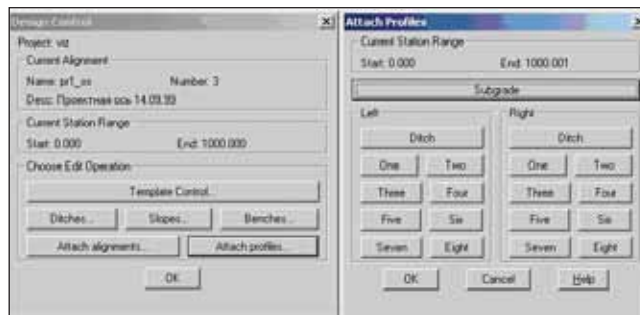 Design Control
Project: viz
Current Alignment
Name: pr1_os Number: 3
Desc: Проектная ось 14.09.99
Current Station Range
Start: 0.000 End: 1000.000
Choose Edit Operation
Template Control...
Ditches... Slopes... Benches...
Attach alignments... Attach profiles...
OK
Attach Profiles
Current Station Range
Start: 0.000 End: 1000.001
Subgrade
Left Right
Ditch Ditch
One Two One Two
Three Four Three Four
Five Six Five Six
Seven Eight Seven Eight
OK Cancel Help